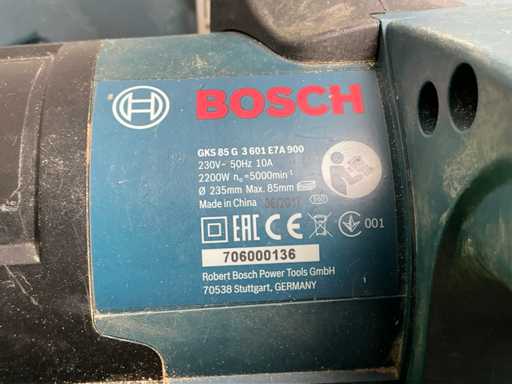 BOSCH
GKS 85 G 3 601 E7A 900
230V~ 50Hz 10A
2200W n₀=5000min⁻¹
Ø 235mm Max. 85mm
Made in China
EAC CE 001
706000136
Robert Bosch Power Tools GmbH
70538 Stuttgart, GERMANY